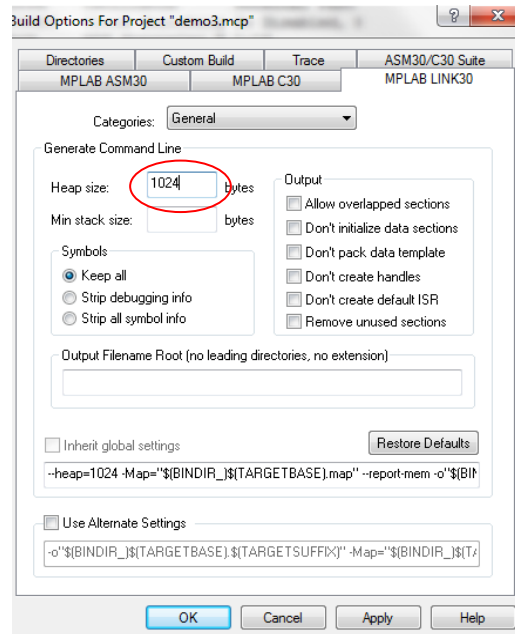 Build Options For Project "demo3.mcp"
Directories Custom Build Trace ASM30/C30 Suite
MPLAB ASM30 MPLAB C30 MPLAB LINK30
Categories: General
Generate Command Line
Heap size: 1024 bytes
Min stack size: bytes
Symbols
Keep all
Strip debugging info
Strip all symbol info
Output
Allow overlapped sections
Don't initialize data sections
Don't pack data template
Don't create handles
Don't create default ISR
Remove unused sections
Output Filename Root (no leading directories, no extension)
Inherit global settings Restore Defaults
--heap=1024 -Map="$(BINDIR_)$(TARGETBASE).map" --report-mem -o"$(BIN
Use Alternate Settings
-o"$(BINDIR_)$(TARGETBASE).$(TARGETSUFFIX)" -Map="$(BINDIR_)$(TA
OK Cancel Apply Help